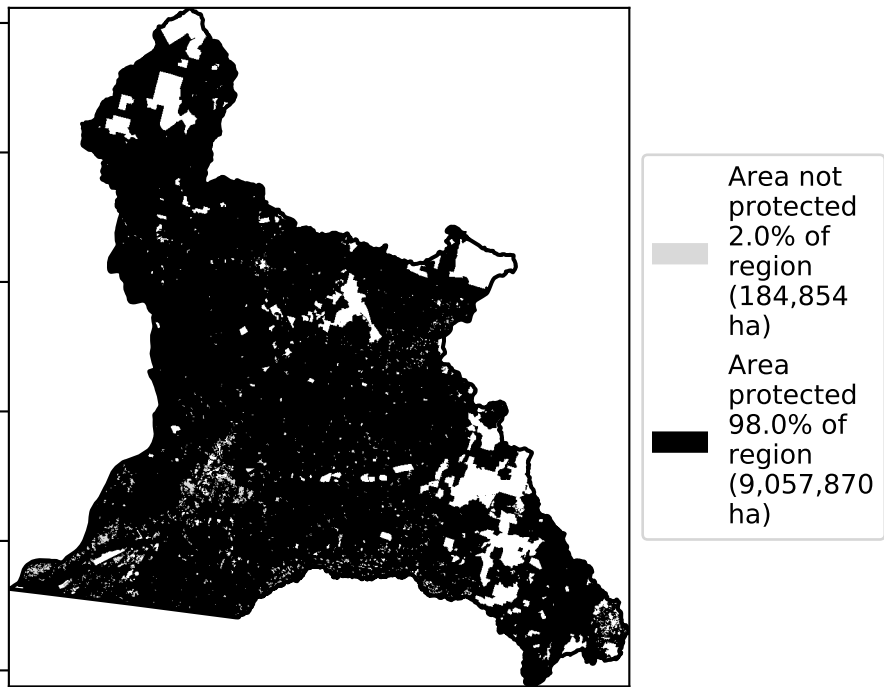 Area not
protected
2.0% of
region
(184,854
ha)
Area
protected
98.0% of
region
(9,057,870
ha)